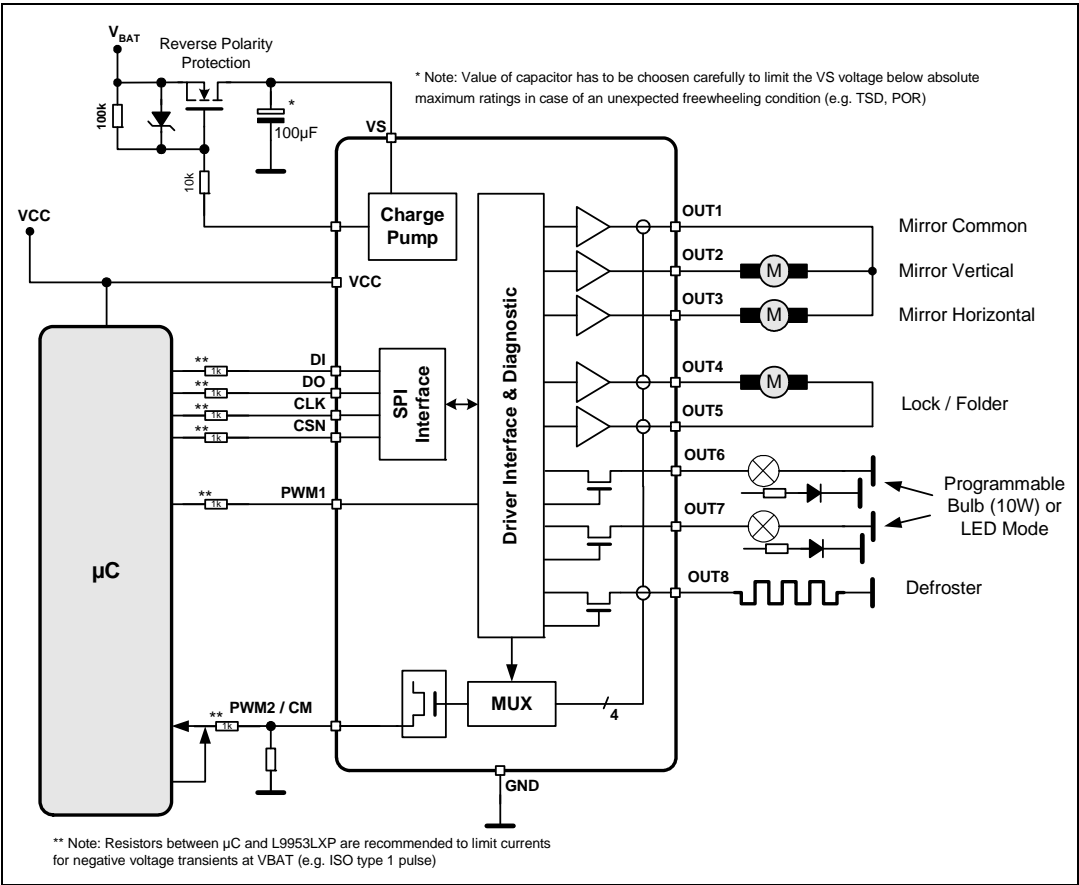 VBAT
Reverse Polarity
Protection
* Note: Value of capacitor has to be choosen carefully to limit the VS voltage below absolute
maximum ratings in case of an unexpected freewheeling condition (e.g. TSD, POR)
100k
*
100µF
VS
10k
Charge
Pump
VCC
VCC
OUT1
Mirror Common
OUT2
M
Mirror Vertical
OUT3
M
Mirror Horizontal
OUT4
M
OUT5
Lock / Folder
OUT6
OUT7
Programmable
Bulb (10W) or
LED Mode
OUT8
Defroster
Driver Interface & Diagnostic
SPI
Interface
** 1k DI
** 1k DO
** 1k CLK
** 1k CSN
** 1k PWM1
µC
MUX
4
** 1k PWM2 / CM
GND
** Note: Resistors between µC and L9953LXP are recommended to limit currents
for negative voltage transients at VBAT (e.g. ISO type 1 pulse)